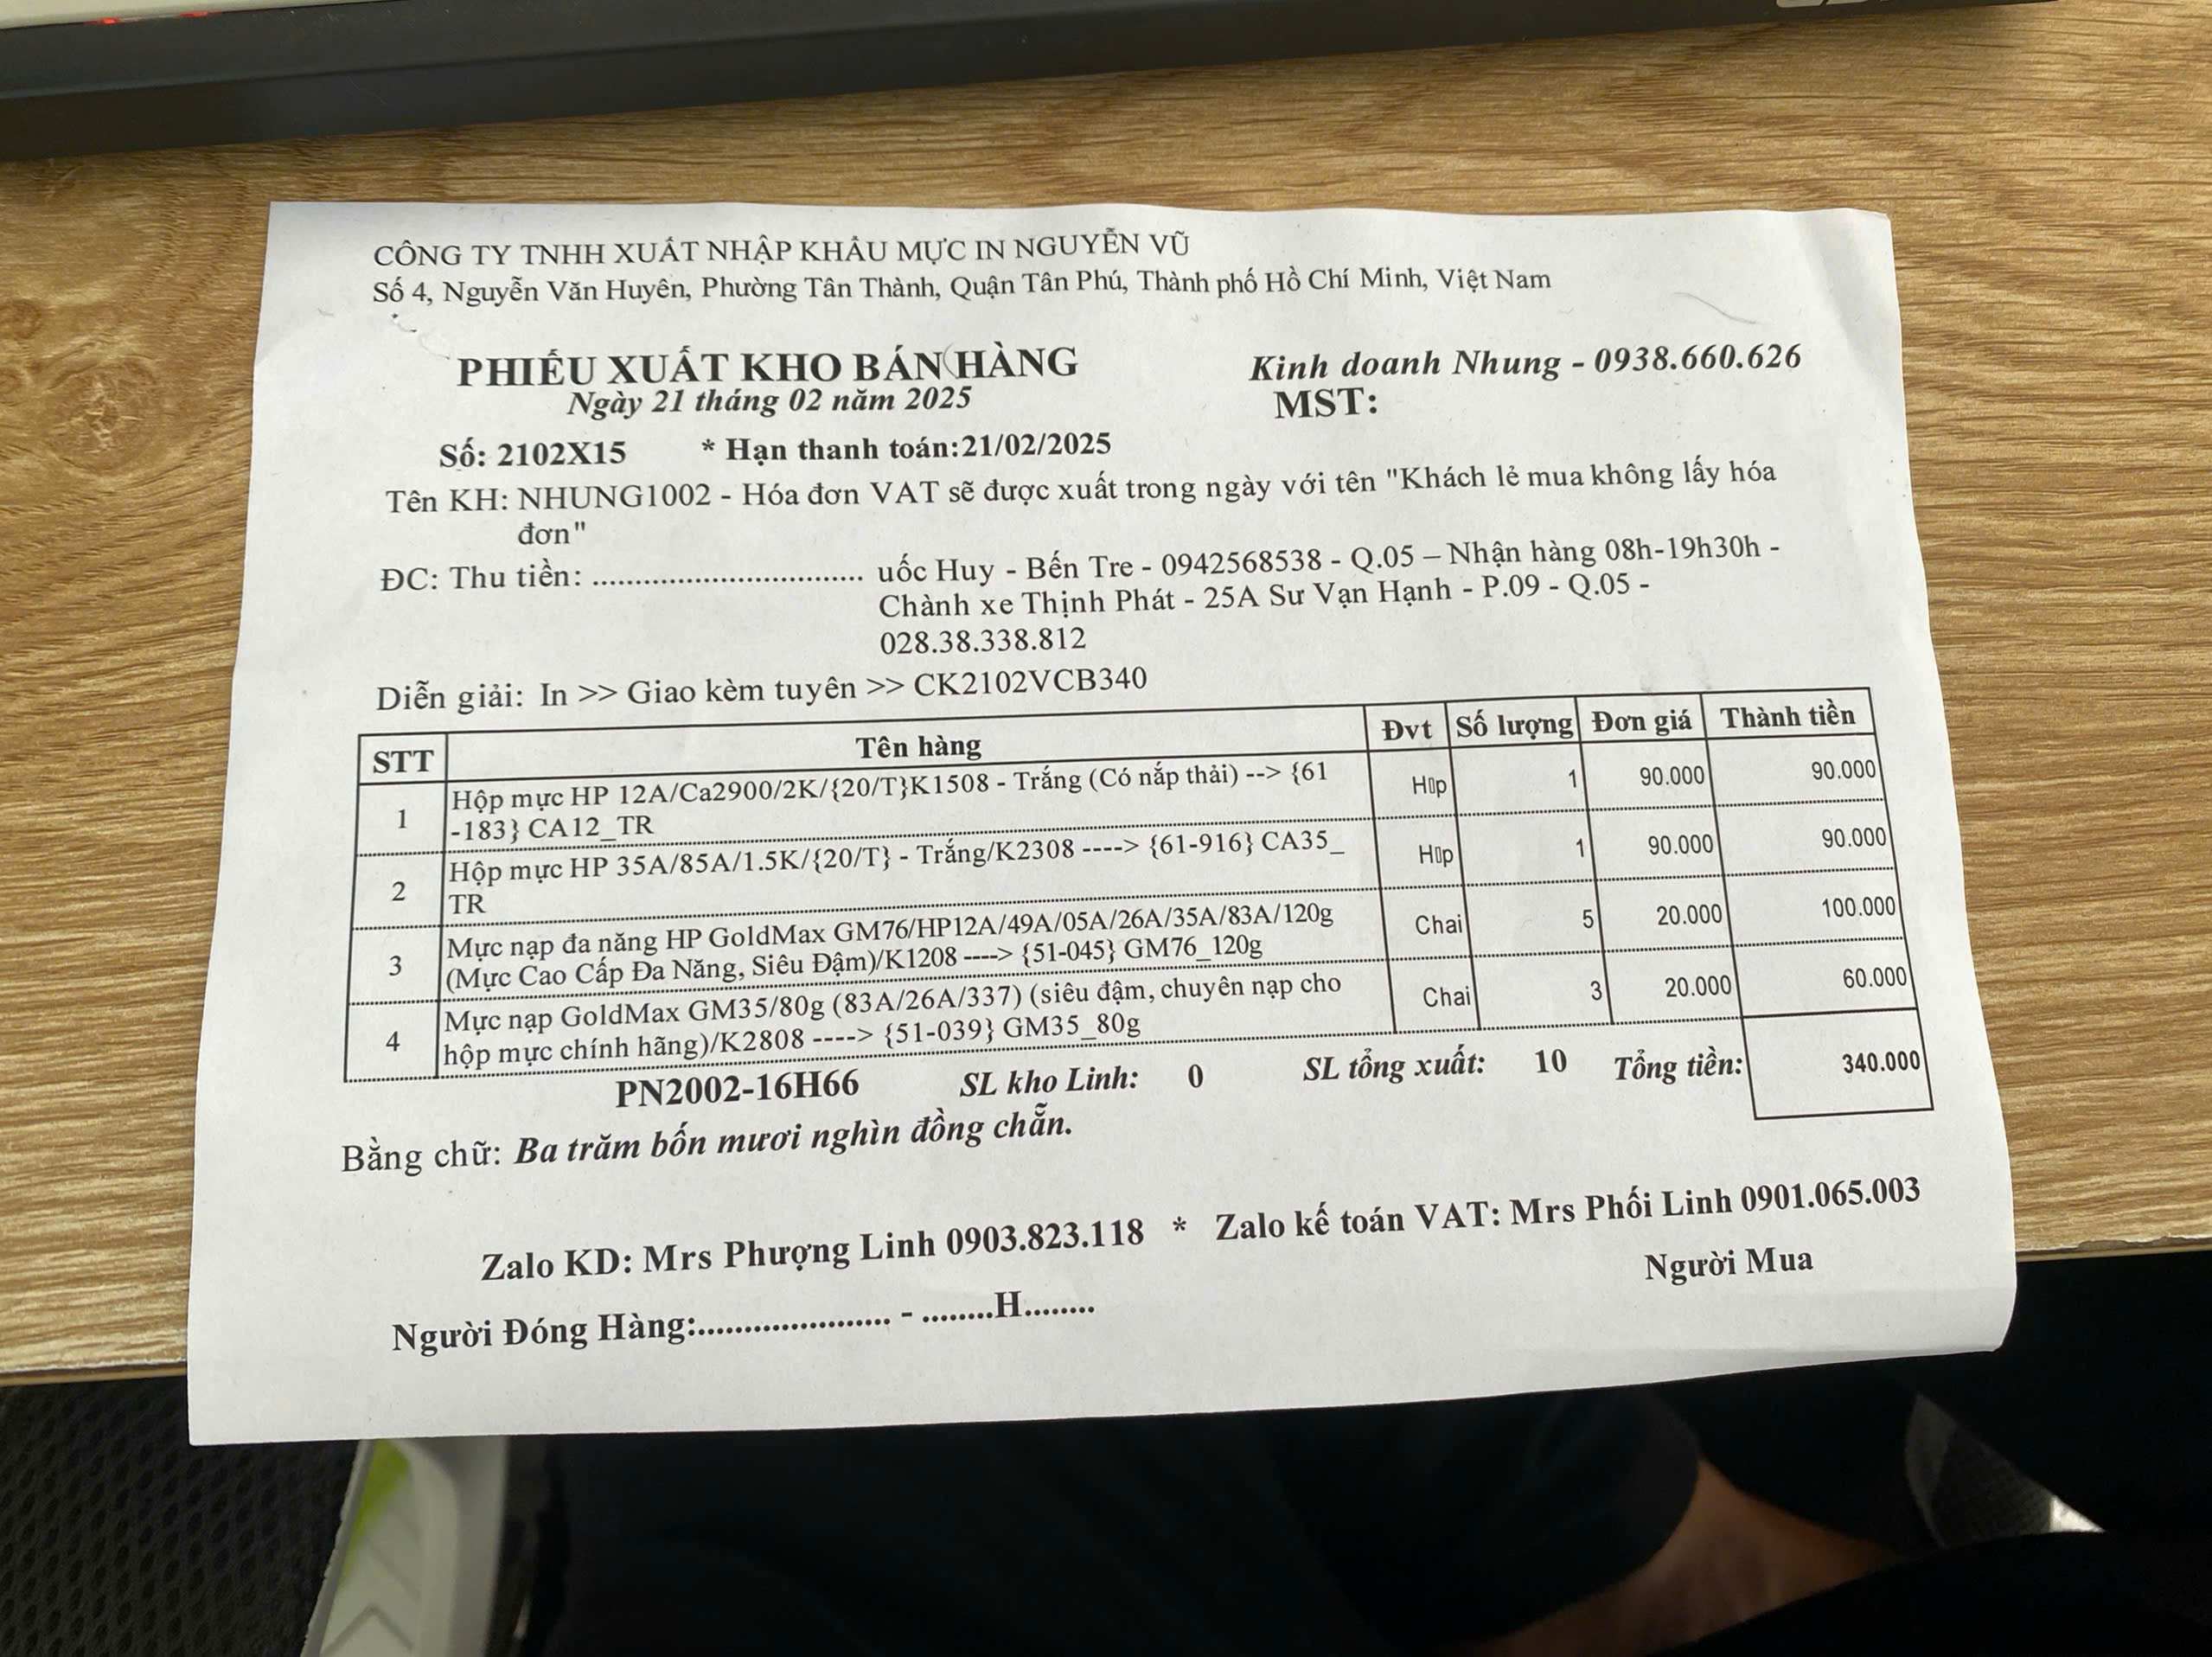 CÔNG TY TNHH XUẤT NHẬP KHẨU MỰC IN NGUYỄN VŨ
Số 4, Nguyễn Văn Huyên, Phường Tân Thành, Quận Tân Phú, Thành phố Hồ Chí Minh, Việt Nam
PHIẾU XUẤT KHO BÁN HÀNG
Kinh doanh Nhung - 0938.660.626
Ngày 21 tháng 02 năm 2025
MST:
Số: 2102X15 * Hạn thanh toán:21/02/2025
Tên KH: NHUNG1002 - Hóa đơn VAT sẽ được xuất trong ngày với tên "Khách lẻ mua không lấy hóa
đơn"
ĐC: Thu tiền: ................................ uốc Huy - Bến Tre - 0942568538 - Q.05 – Nhận hàng 08h-19h30h -
Chành xe Thịnh Phát - 25A Sư Vạn Hạnh - P.09 - Q.05 -
028.38.338.812
Diễn giải: In >> Giao kèm tuyên >> CK2102VCB340
STT Tên hàng Đvt Số lượng Đơn giá Thành tiền
1 Hộp mực HP 12A/Ca2900/2K/{20/T}K1508 - Trắng (Có nắp thải) --> {61 H▯p 1 90.000 90.000
-183} CA12_TR
2 Hộp mực HP 35A/85A/1.5K/{20/T} - Trắng/K2308 ----> {61-916} CA35_ H▯p 1 90.000 90.000
TR
3 Mực nạp đa năng HP GoldMax GM76/HP12A/49A/05A/26A/35A/83A/120g Chai 5 20.000 100.000
(Mực Cao Cấp Đa Năng, Siêu Đậm)/K1208 ----> {51-045} GM76_120g
4 Mực nạp GoldMax GM35/80g (83A/26A/337) (siêu đậm, chuyên nạp cho Chai 3 20.000 60.000
hộp mực chính hãng)/K2808 ----> {51-039} GM35_80g
PN2002-16H66 SL kho Linh: 0 SL tổng xuất: 10 Tổng tiền: 340.000
Bằng chữ: Ba trăm bốn mươi nghìn đồng chẵn.
Zalo KD: Mrs Phượng Linh 0903.823.118 * Zalo kế toán VAT: Mrs Phối Linh 0901.065.003
Người Mua
Người Đóng Hàng:..................... - ........H........